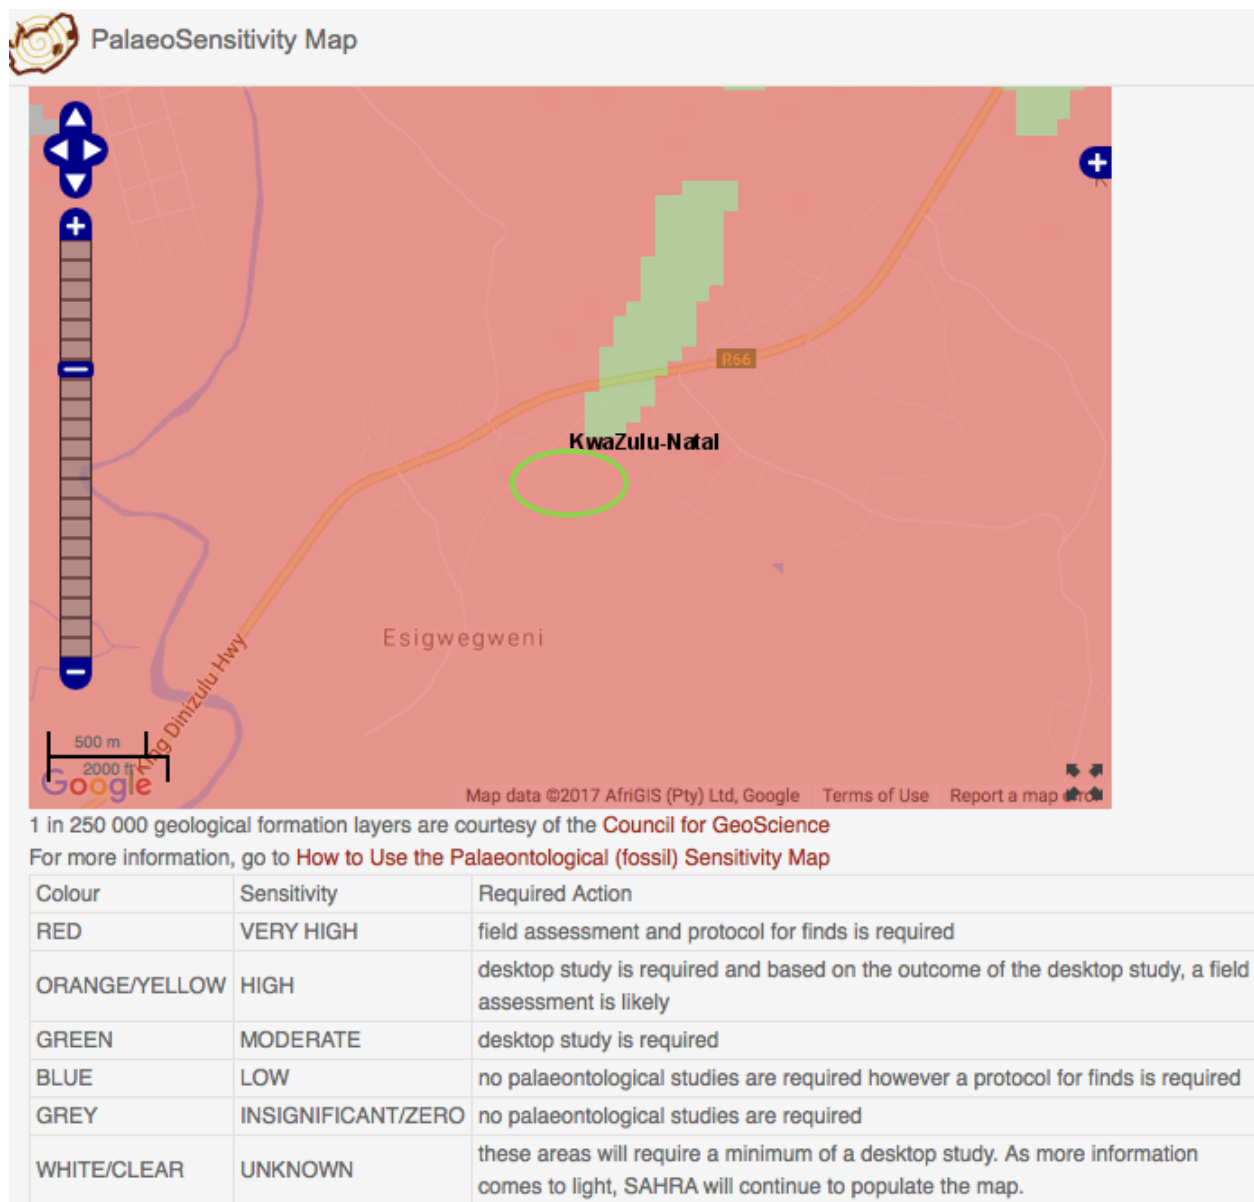 PalaeoSensitivity Map
R66
KwaZulu-Natal
Esigwegweni
King Dinizulu Hwy
500 m
2000 ft
Google
Map data ©2017 AfriGIS (Pty) Ltd, Google Terms of Use Report a map error
1 in 250 000 geological formation layers are courtesy of the Council for GeoScience
For more information, go to How to Use the Palaeontological (fossil) Sensitivity Map
Colour Sensitivity Required Action
RED VERY HIGH field assessment and protocol for finds is required
ORANGE/YELLOW HIGH desktop study is required and based on the outcome of the desktop study, a field
assessment is likely
GREEN MODERATE desktop study is required
BLUE LOW no palaeontological studies are required however a protocol for finds is required
GREY INSIGNIFICANT/ZERO no palaeontological studies are required
WHITE/CLEAR UNKNOWN these areas will require a minimum of a desktop study. As more information
comes to light, SAHRA will continue to populate the map.